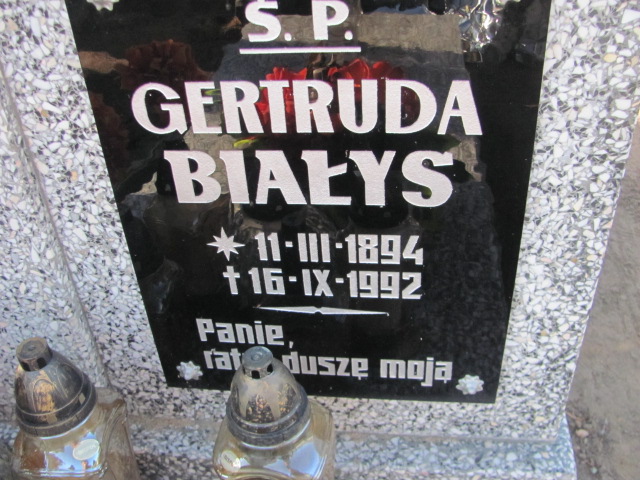 Ś. P.
GERTRUDA
BIAŁYS
* 11-III-1894
† 16-IX-1992
Panie,
duszę moją